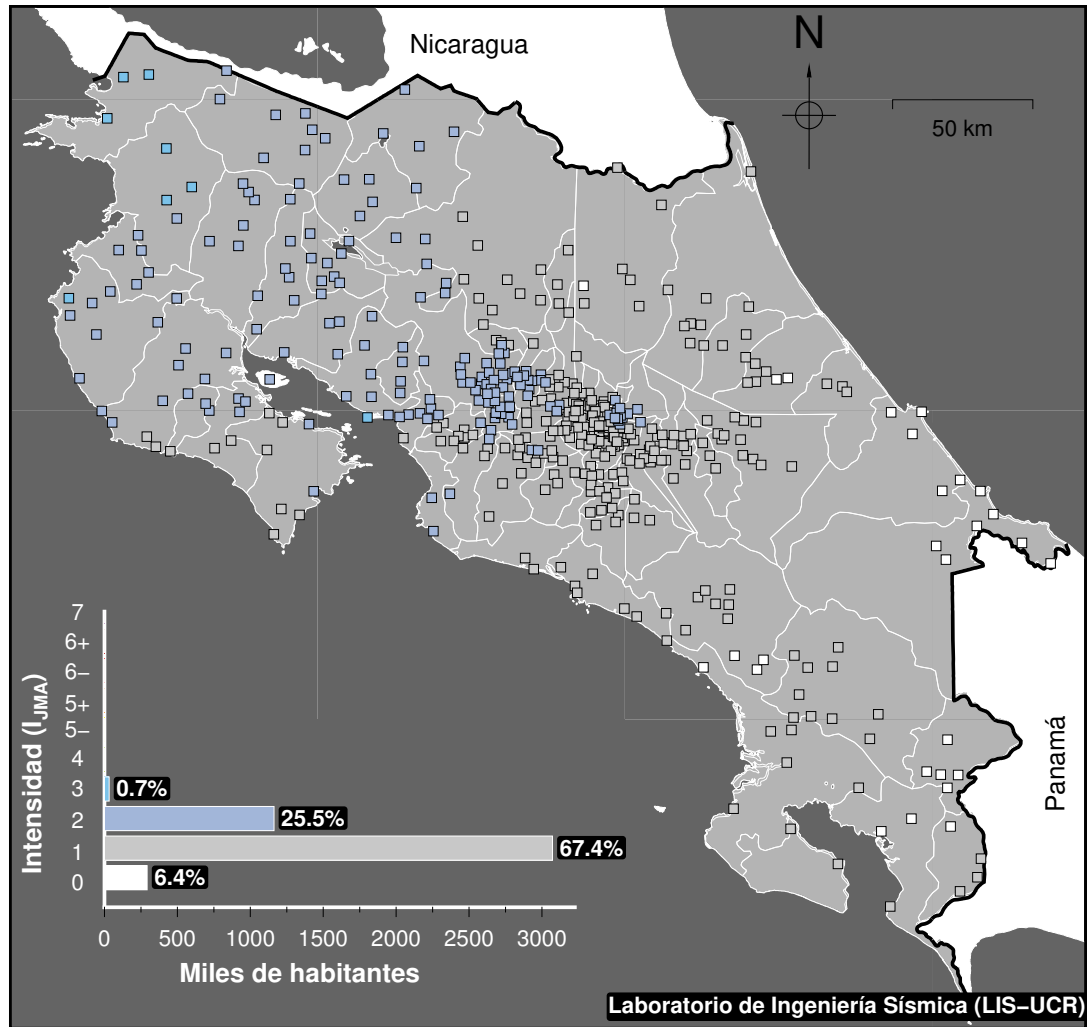 Nicaragua
N
50 km
Panamá
Intensidad (I_JMA)
7
6+
6−
5+
5−
4
3
2
1
0
0.7%
25.5%
67.4%
6.4%
0 500 1000 1500 2000 2500 3000
Miles de habitantes
Laboratorio de Ingeniería Sísmica (LIS−UCR)